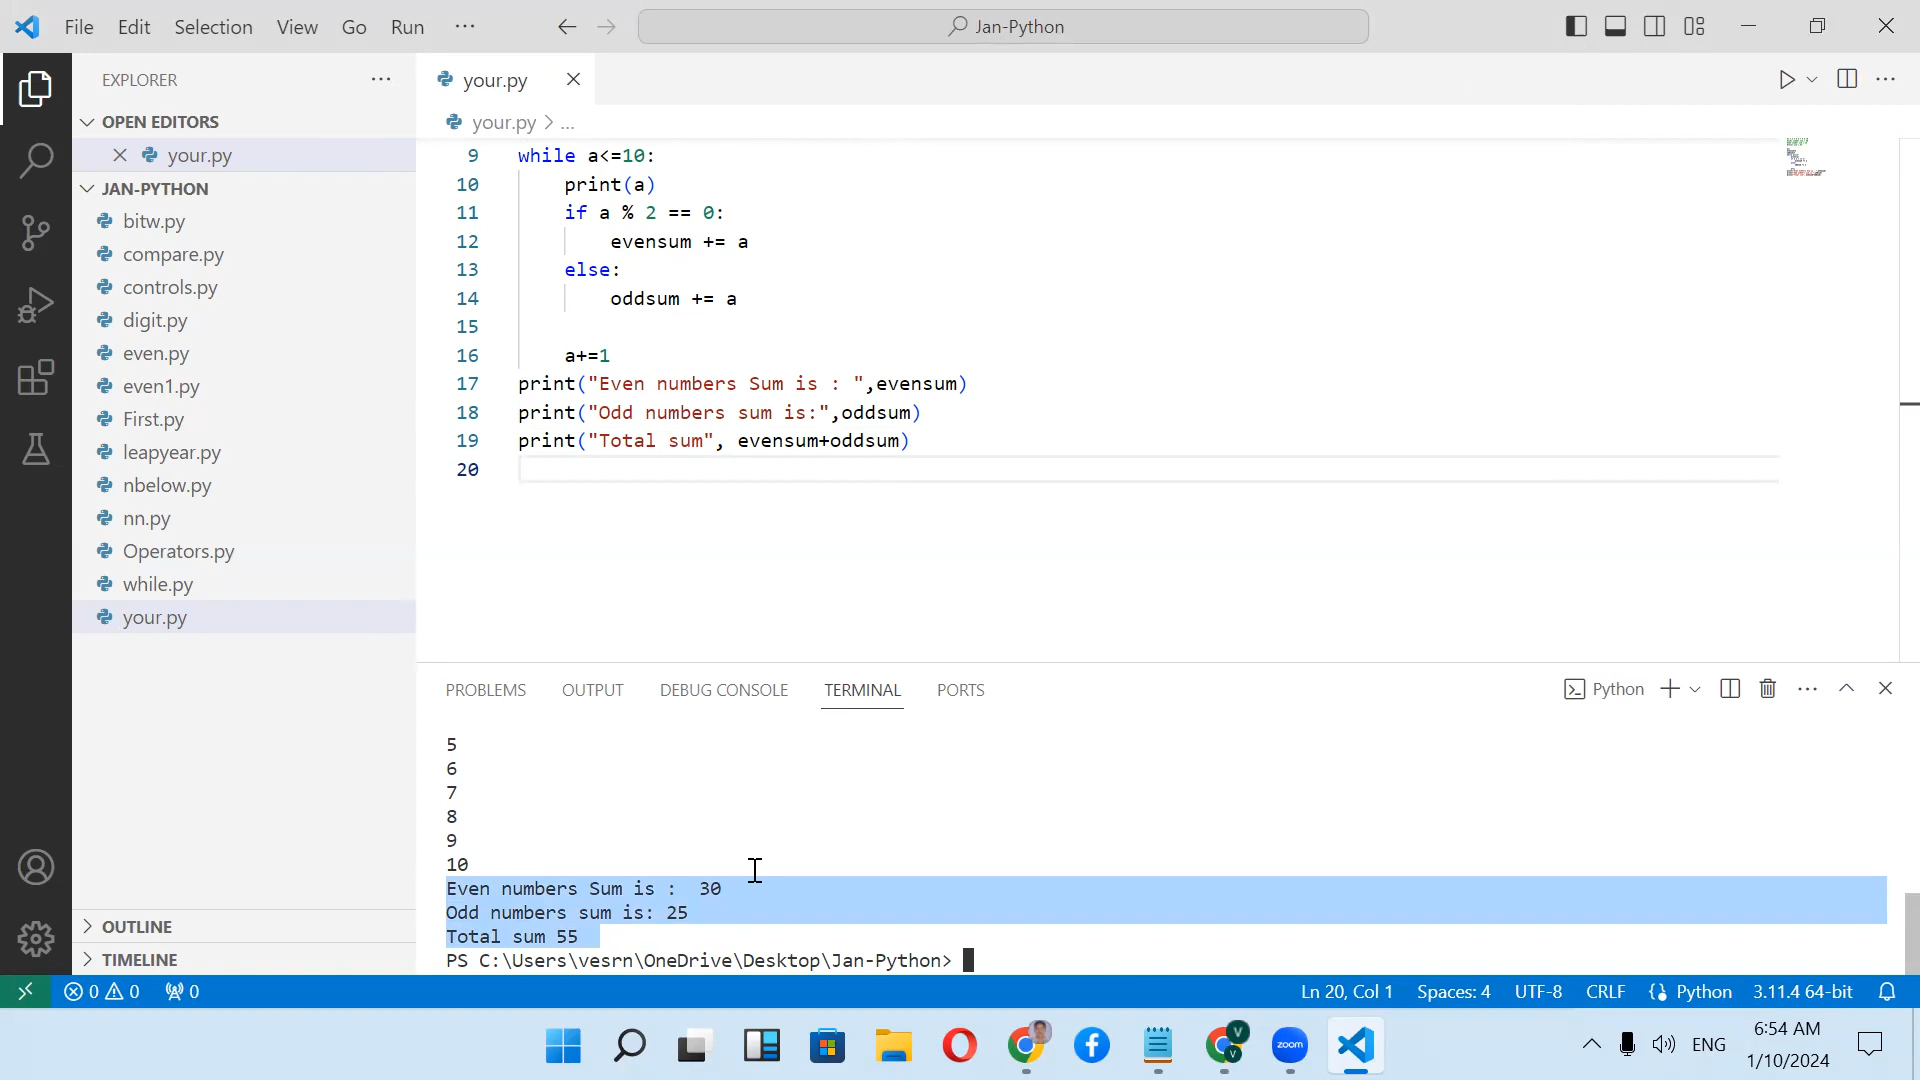 File Edit Selection View Go Run ···
Jan-Python
EXPLORER
OPEN EDITORS
your.py
JAN-PYTHON
bitw.py
compare.py
controls.py
digit.py
even.py
even1.py
First.py
leapyear.py
nbelow.py
nn.py
Operators.py
while.py
your.py
OUTLINE
TIMELINE
your.py
your.py > ...
9 while a<=10:
10 print(a)
11 if a % 2 == 0:
12 evensum += a
13 else:
14 oddsum += a
15
16 a+=1
17 print("Even numbers Sum is : ",evensum)
18 print("Odd numbers sum is:",oddsum)
19 print("Total sum", evensum+oddsum)
20
PROBLEMS OUTPUT DEBUG CONSOLE TERMINAL PORTS
Python
5
6
7
8
9
10
Even numbers Sum is :  30
Odd numbers sum is: 25
Total sum 55
PS C:\Users\vesrn\OneDrive\Desktop\Jan-Python>
0 0 0
Ln 20, Col 1 Spaces: 4 UTF-8 CRLF Python 3.11.4 64-bit
V
V
zoom
ENG
6:54 AM
1/10/2024